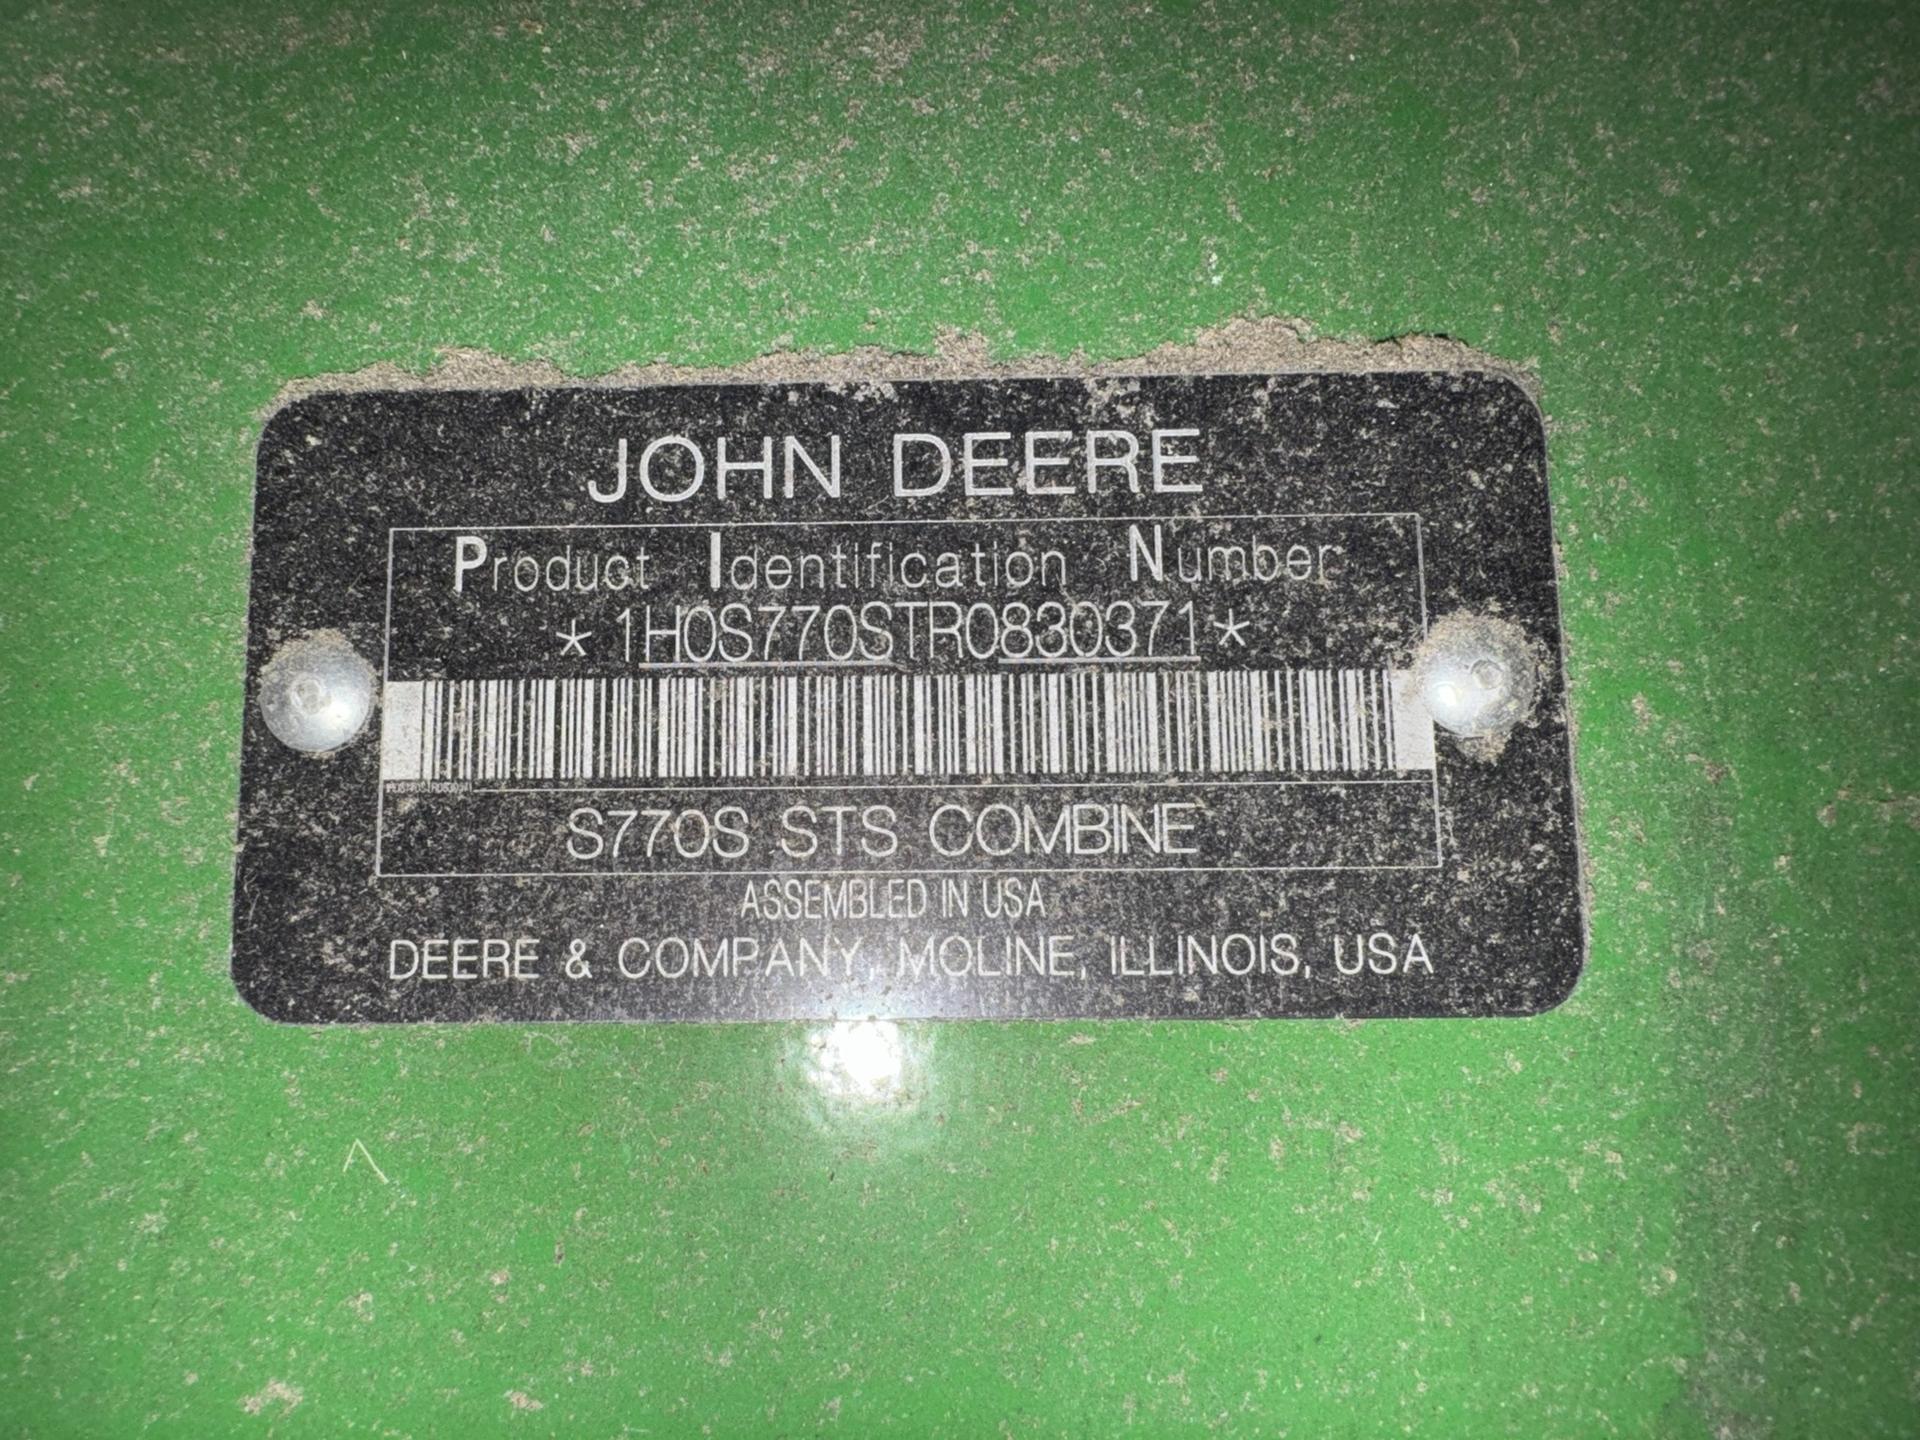 JOHN DEERE
Product Identification Number
*1H0S770STR0830371*
S770S STS COMBINE
ASSEMBLED IN USA
DEERE & COMPANY, MOLINE, ILLINOIS, USA